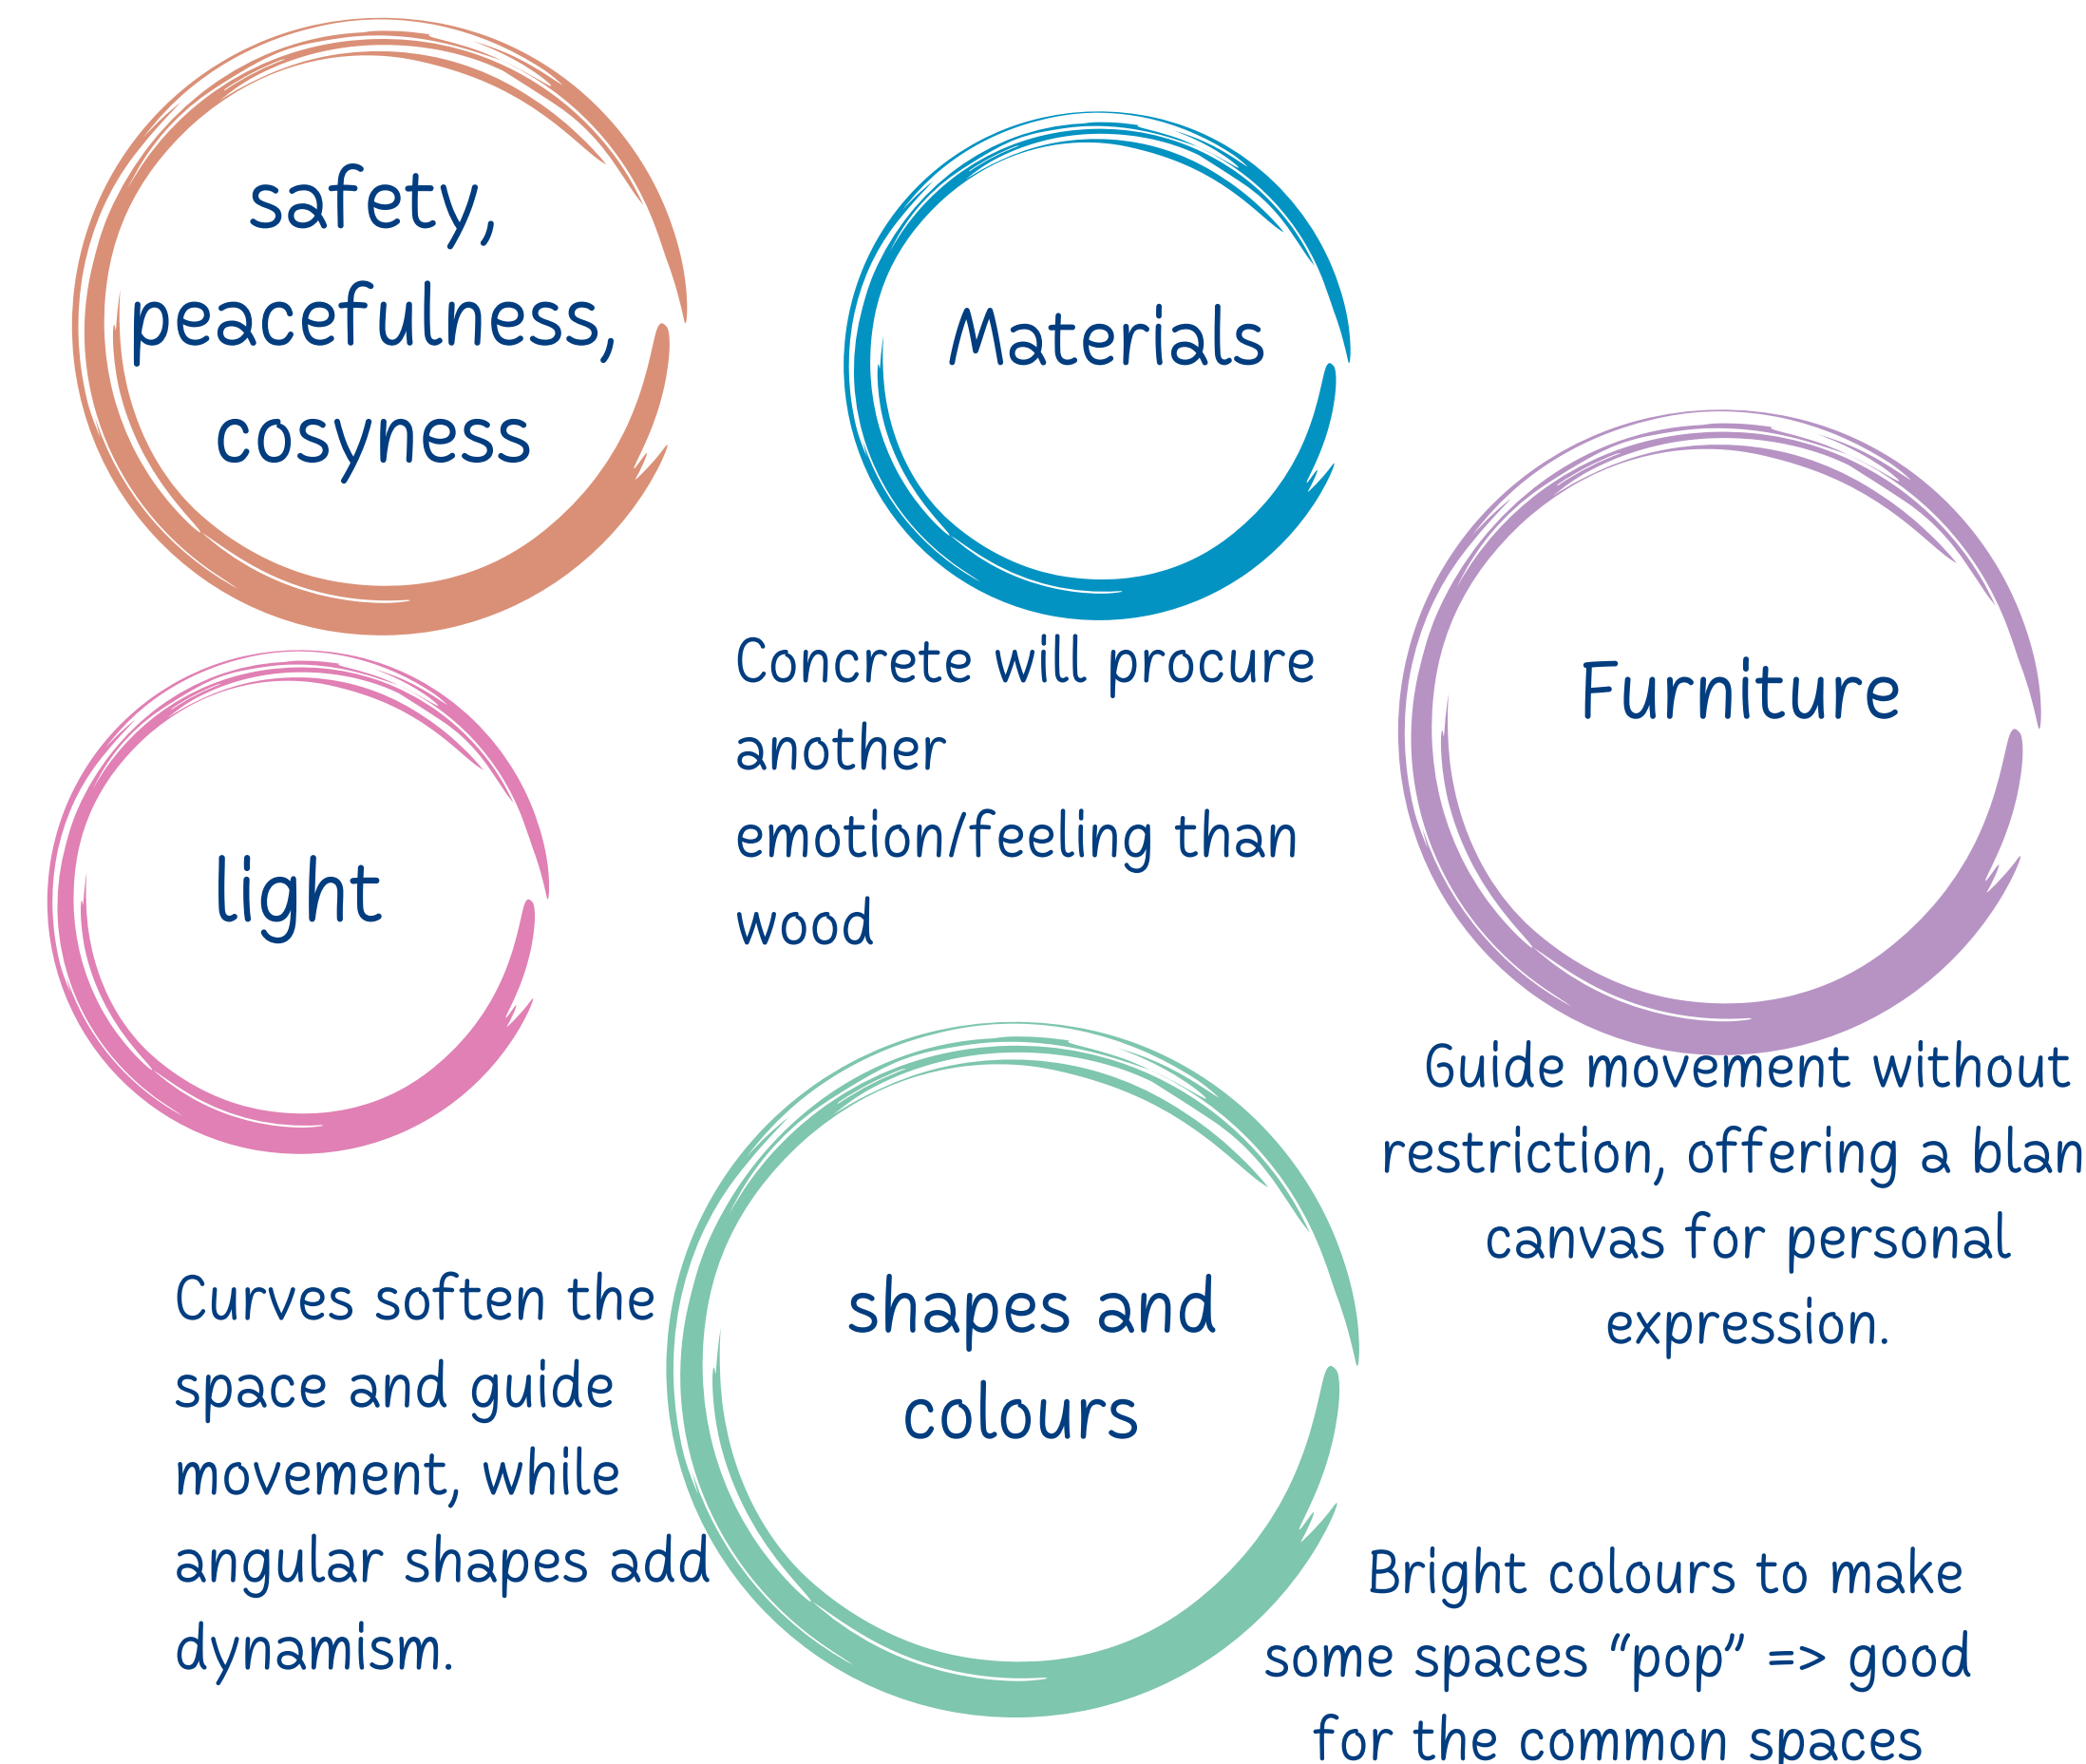 safety,
peacefulness,
cosyness
Materials
Concrete will procure
another
emotion/feeling than
wood
Furniture
Guide movement without
restriction, offering a blan
canvas for personal
expression.
light
shapes and
colours
Curves soften the
space and guide
movement, while
angular shapes add
dynamism.
Bright colours to make
some spaces “pop” => good
for the common spaces